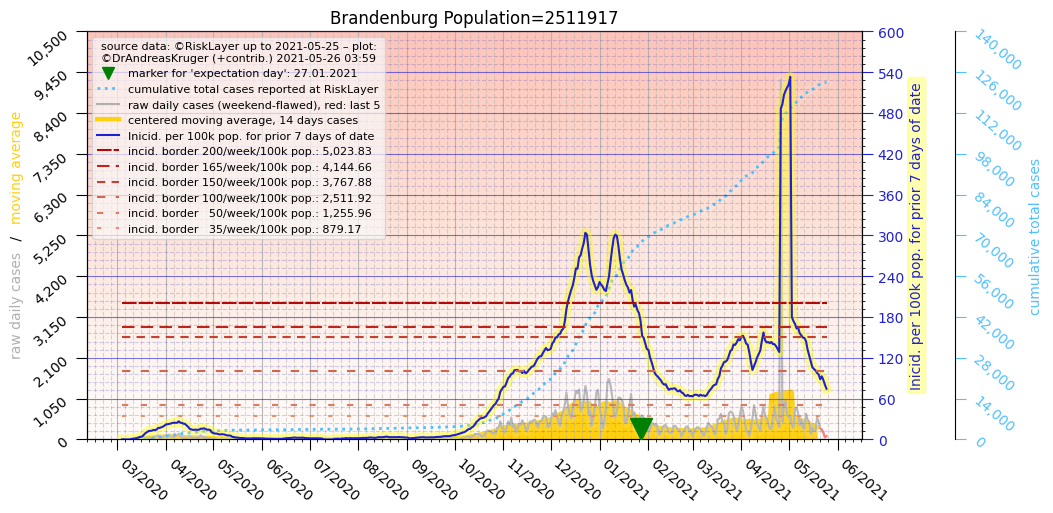 Brandenburg Population=2511917
source data: ©RiskLayer up to 2021-05-25 – plot:
©DrAndreasKruger (+contrib.) 2021-05-26 03:59
marker for 'expectation day': 27.01.2021
cumulative total cases reported at RiskLayer
raw daily cases (weekend-flawed), red: last 5
centered moving average, 14 days cases
Inicid. per 100k pop. for prior 7 days of date
incid. border 200/week/100k pop.: 5,023.83
incid. border 165/week/100k pop.: 4,144.66
incid. border 150/week/100k pop.: 3,767.88
incid. border 100/week/100k pop.: 2,511.92
incid. border   50/week/100k pop.: 1,255.96
incid. border   35/week/100k pop.: 879.17
raw daily cases   /   moving average
10,500
9,450
8,400
7,350
6,300
5,250
4,200
3,150
2,100
1,050
0
03/2020
04/2020
05/2020
06/2020
07/2020
08/2020
09/2020
10/2020
11/2020
12/2020
01/2021
02/2021
03/2021
04/2021
05/2021
06/2021
600
540
480
420
360
300
240
180
120
60
0
Inicid. per 100k pop. for prior 7 days of date
140,000
126,000
112,000
98,000
84,000
70,000
56,000
42,000
28,000
14,000
0
cumulative total cases